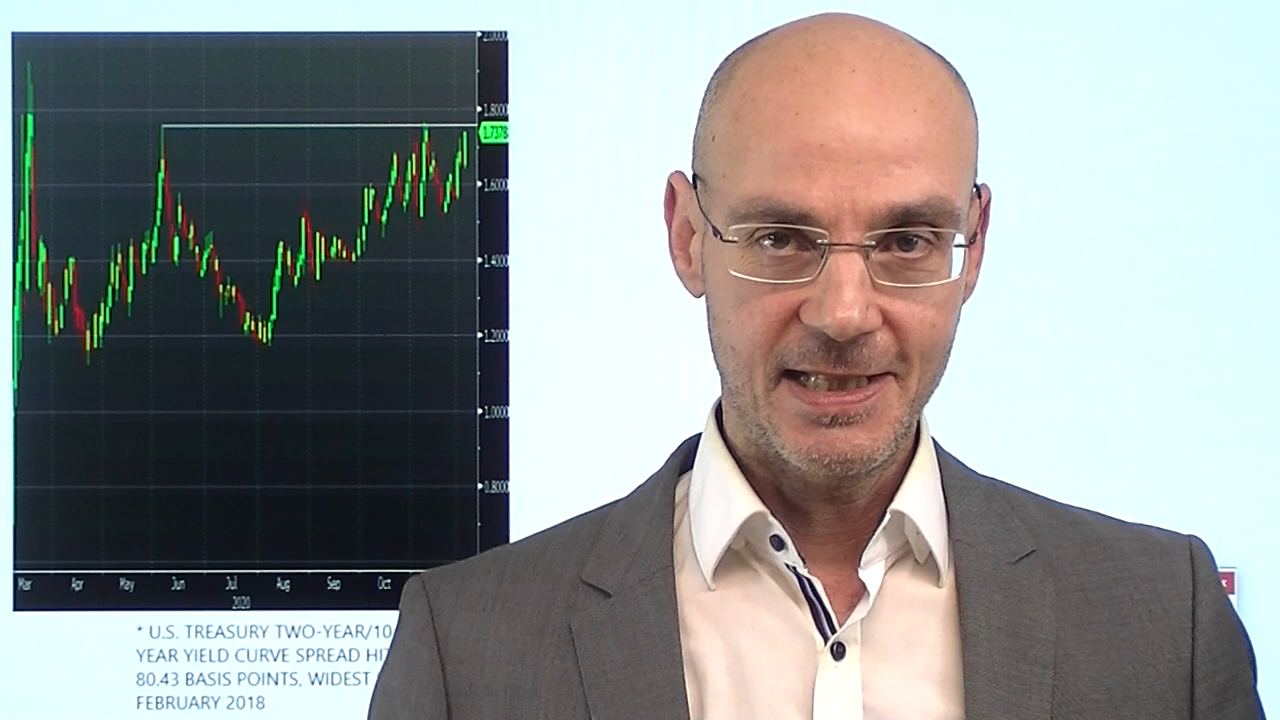 2.0000
1.8000
1.7378
1.6000
1.4000
1.2000
1.0000
0.8000
Mar Apr May Jun Jul Aug Sep Oct
2020
* U.S. TREASURY TWO-YEAR/10
YEAR YIELD CURVE SPREAD HIT
80.43 BASIS POINTS, WIDEST
FEBRUARY 2018